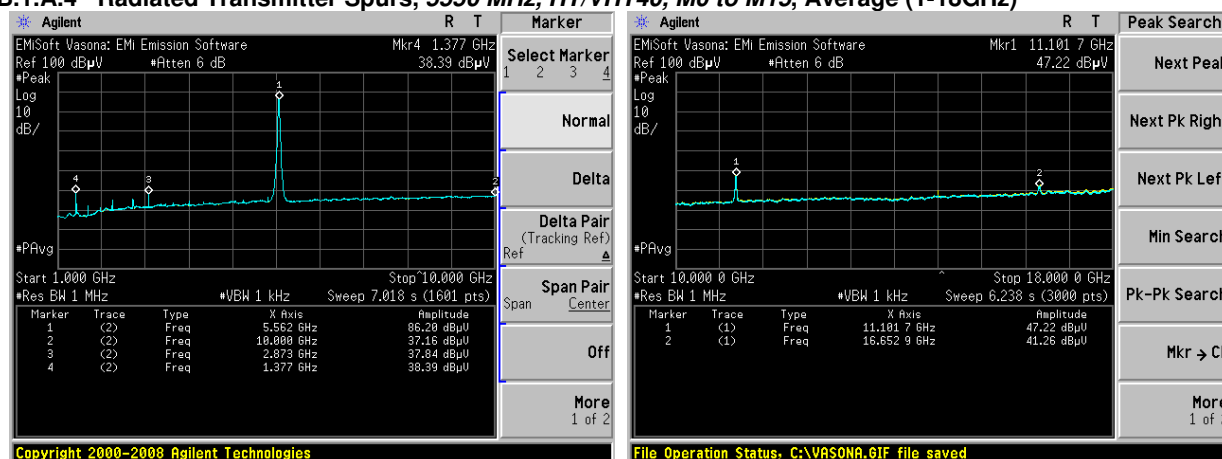 B.1.A.4 Radiated Transmitter Spurs, 5550 MHz, HT/VHT40, M0 to M15, Average (1-18GHz)
Agilent R T
EMiSoft Vasona: EMi Emission Software Mkr4 1.377 GHz
Ref 100 dBµV #Atten 6 dB 38.39 dBµV
#Peak
Log
10
dB/
1
4
3
2
#PAvg
Start 1.000 GHz Stop^10.000 GHz
#Res BW 1 MHz #VBW 1 kHz Sweep 7.018 s (1601 pts)
Marker Trace Type X Axis Amplitude
1 (2) Freq 5.562 GHz 86.20 dBµV
2 (2) Freq 10.000 GHz 37.16 dBµV
3 (2) Freq 2.873 GHz 37.84 dBµV
4 (2) Freq 1.377 GHz 38.39 dBµV
Copyright 2000-2008 Agilent Technologies
Marker
Select Marker
1 2 3 4
Normal
Delta
Delta Pair
(Tracking Ref)
Ref Δ
Span Pair
Span Center
Off
More
1 of 2
Agilent R T
EMiSoft Vasona: EMi Emission Software Mkr1 11.101 7 GHz
Ref 100 dBµV #Atten 6 dB 47.22 dBµV
#Peak
Log
10
dB/
1
2
#PAvg
Start 10.000 0 GHz ^ Stop 18.000 0 GHz
#Res BW 1 MHz #VBW 1 kHz Sweep 6.238 s (3000 pts)
Marker Trace Type X Axis Amplitude
1 (1) Freq 11.101 7 GHz 47.22 dBµV
2 (1) Freq 16.652 9 GHz 41.26 dBµV
File Operation Status, C:\VASONA.GIF file saved
Peak Search
Next Peak
Next Pk Righ
Next Pk Lef
Min Search
Pk-Pk Search
Mkr → C
More
1 of